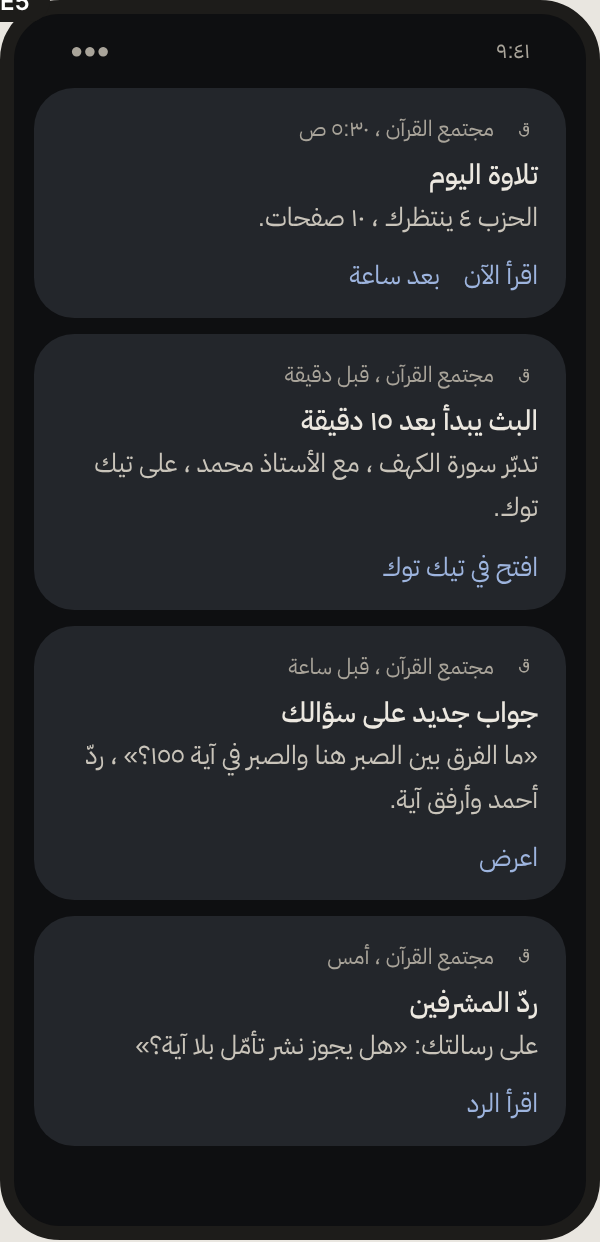 E5
٩:٤١
ق مجتمع القرآن ، ٥:٣٠ ص
تلاوة اليوم
الحزب ٤ ينتظرك ، ١٠ صفحات.
اقرأ الآن بعد ساعة
ق مجتمع القرآن ، قبل دقيقة
البث يبدأ بعد ١٥ دقيقة
تدبّر سورة الكهف ، مع الأستاذ محمد ، على تيك
توك.
افتح في تيك توك
ق مجتمع القرآن ، قبل ساعة
جواب جديد على سؤالك
«ما الفرق بين الصبر هنا والصبر في آية ١٥٥؟» ، ردّ
أحمد وأرفق آية.
اعرض
ق مجتمع القرآن ، أمس
ردّ المشرفين
على رسالتك: «هل يجوز نشر تأمّل بلا آية؟»
اقرأ الرد